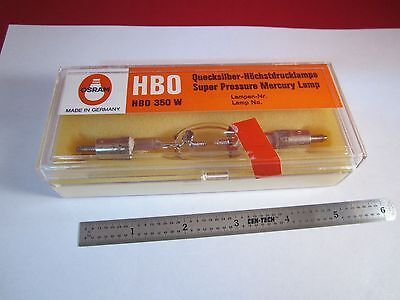 OSRAM
MADE IN GERMANY
HBO
HBO 350 W
Quecksilber-Höchstdrucklampe
Super Pressure Mercury Lamp
Lampen-Nr.
Lamp No.
1 2 3 4 5 6
CEN-TECH